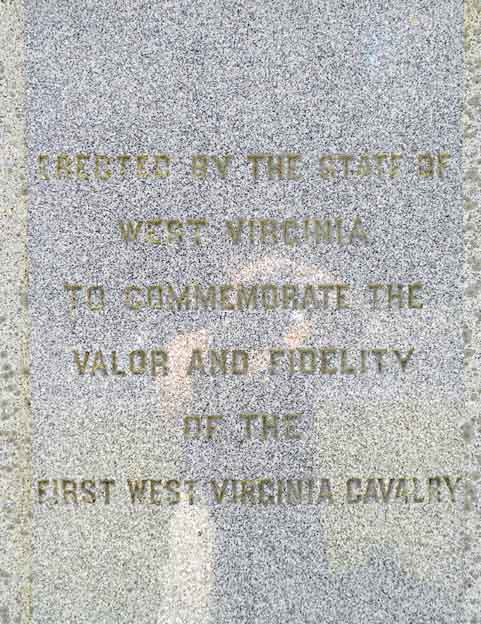 ERECTED BY THE STATE OF
WEST VIRGINIA
TO COMMEMORATE THE
VALOR AND FIDELITY
OF THE
FIRST WEST VIRGINIA CAVALRY